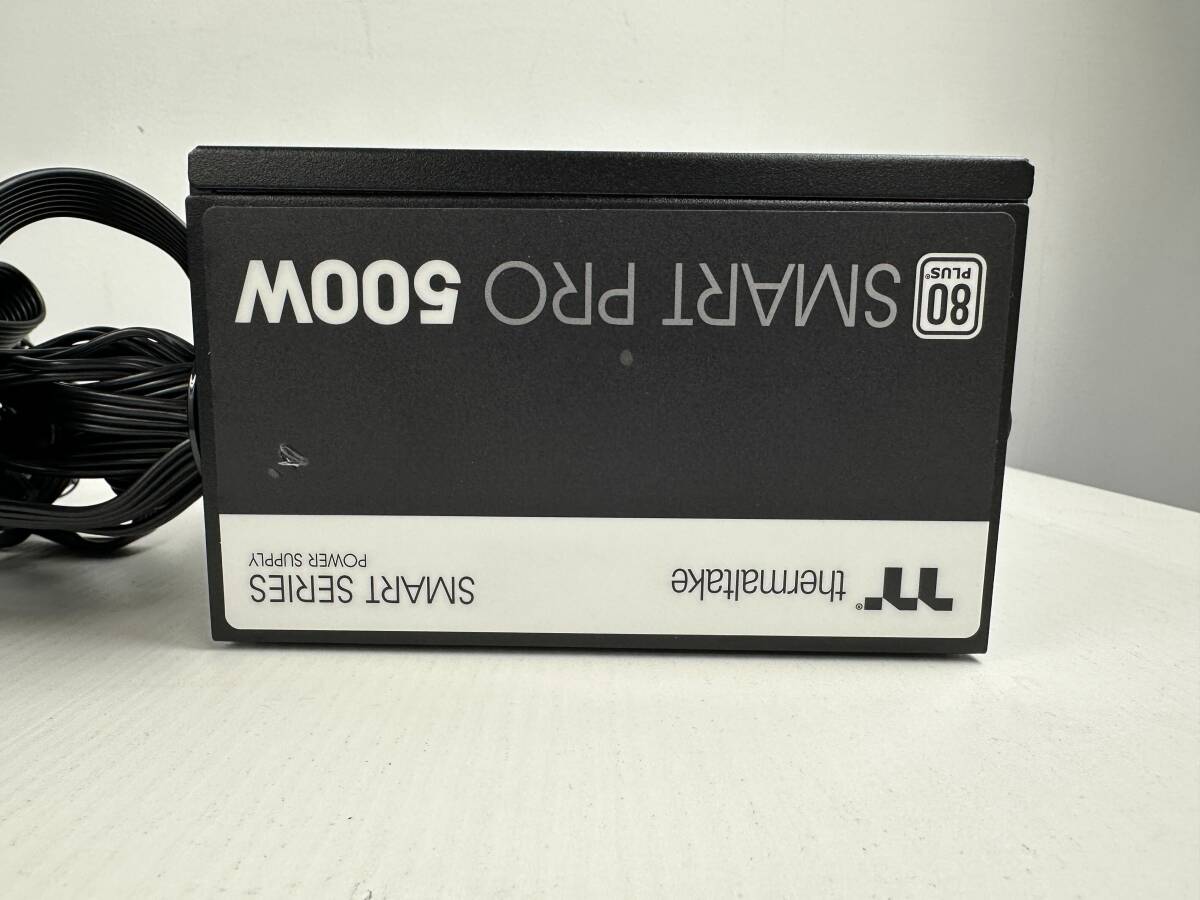 thermaltake®
SMART SERIES
POWER SUPPLY
80
PLUS®
SMART PRO 500W